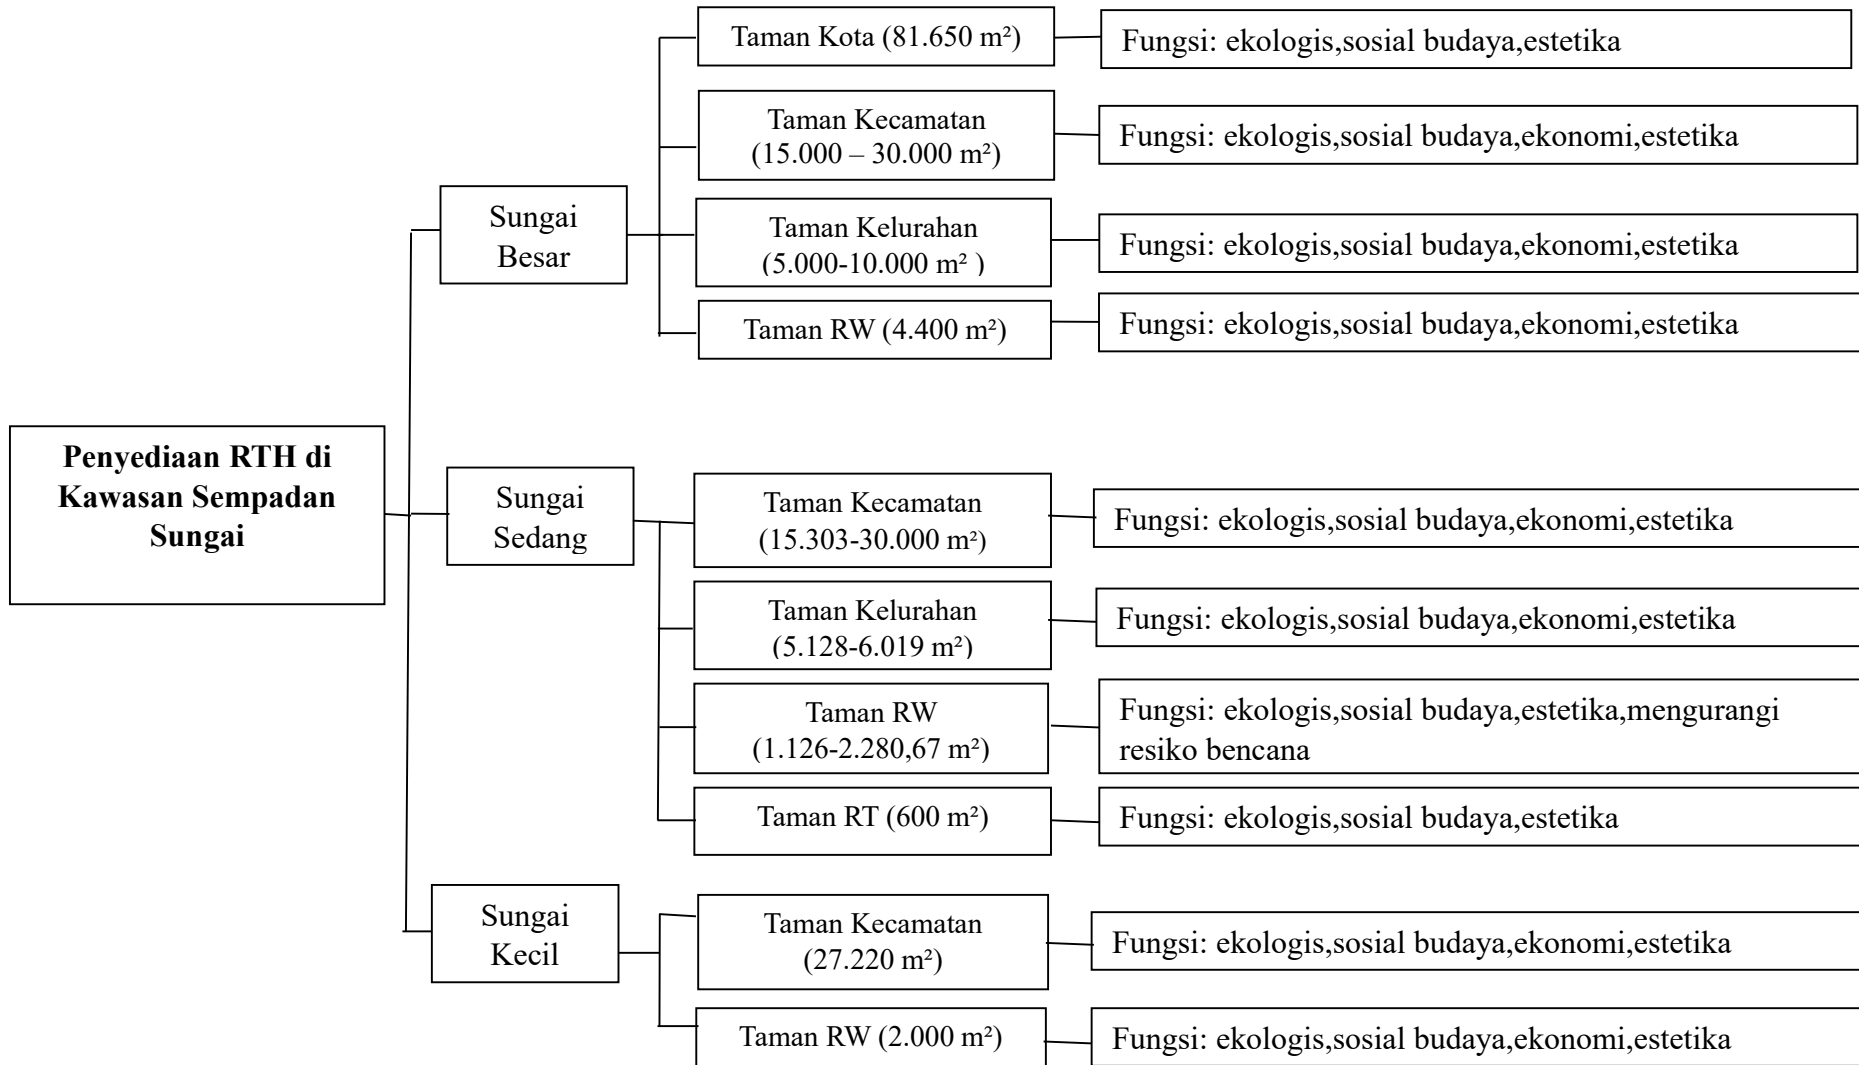 Penyediaan RTH di
Kawasan Sempadan
Sungai
Sungai
Besar
Taman Kota (81.650 m²)
Fungsi: ekologis,sosial budaya,estetika
Taman Kecamatan
(15.000 – 30.000 m²)
Fungsi: ekologis,sosial budaya,ekonomi,estetika
Taman Kelurahan
(5.000-10.000 m² )
Fungsi: ekologis,sosial budaya,ekonomi,estetika
Taman RW (4.400 m²)
Fungsi: ekologis,sosial budaya,ekonomi,estetika
Sungai
Sedang
Taman Kecamatan
(15.303-30.000 m²)
Fungsi: ekologis,sosial budaya,ekonomi,estetika
Taman Kelurahan
(5.128-6.019 m²)
Fungsi: ekologis,sosial budaya,ekonomi,estetika
Taman RW
(1.126-2.280,67 m²)
Fungsi: ekologis,sosial budaya,estetika,mengurangi
resiko bencana
Taman RT (600 m²)
Fungsi: ekologis,sosial budaya,estetika
Sungai
Kecil
Taman Kecamatan
(27.220 m²)
Fungsi: ekologis,sosial budaya,ekonomi,estetika
Taman RW (2.000 m²)
Fungsi: ekologis,sosial budaya,ekonomi,estetika